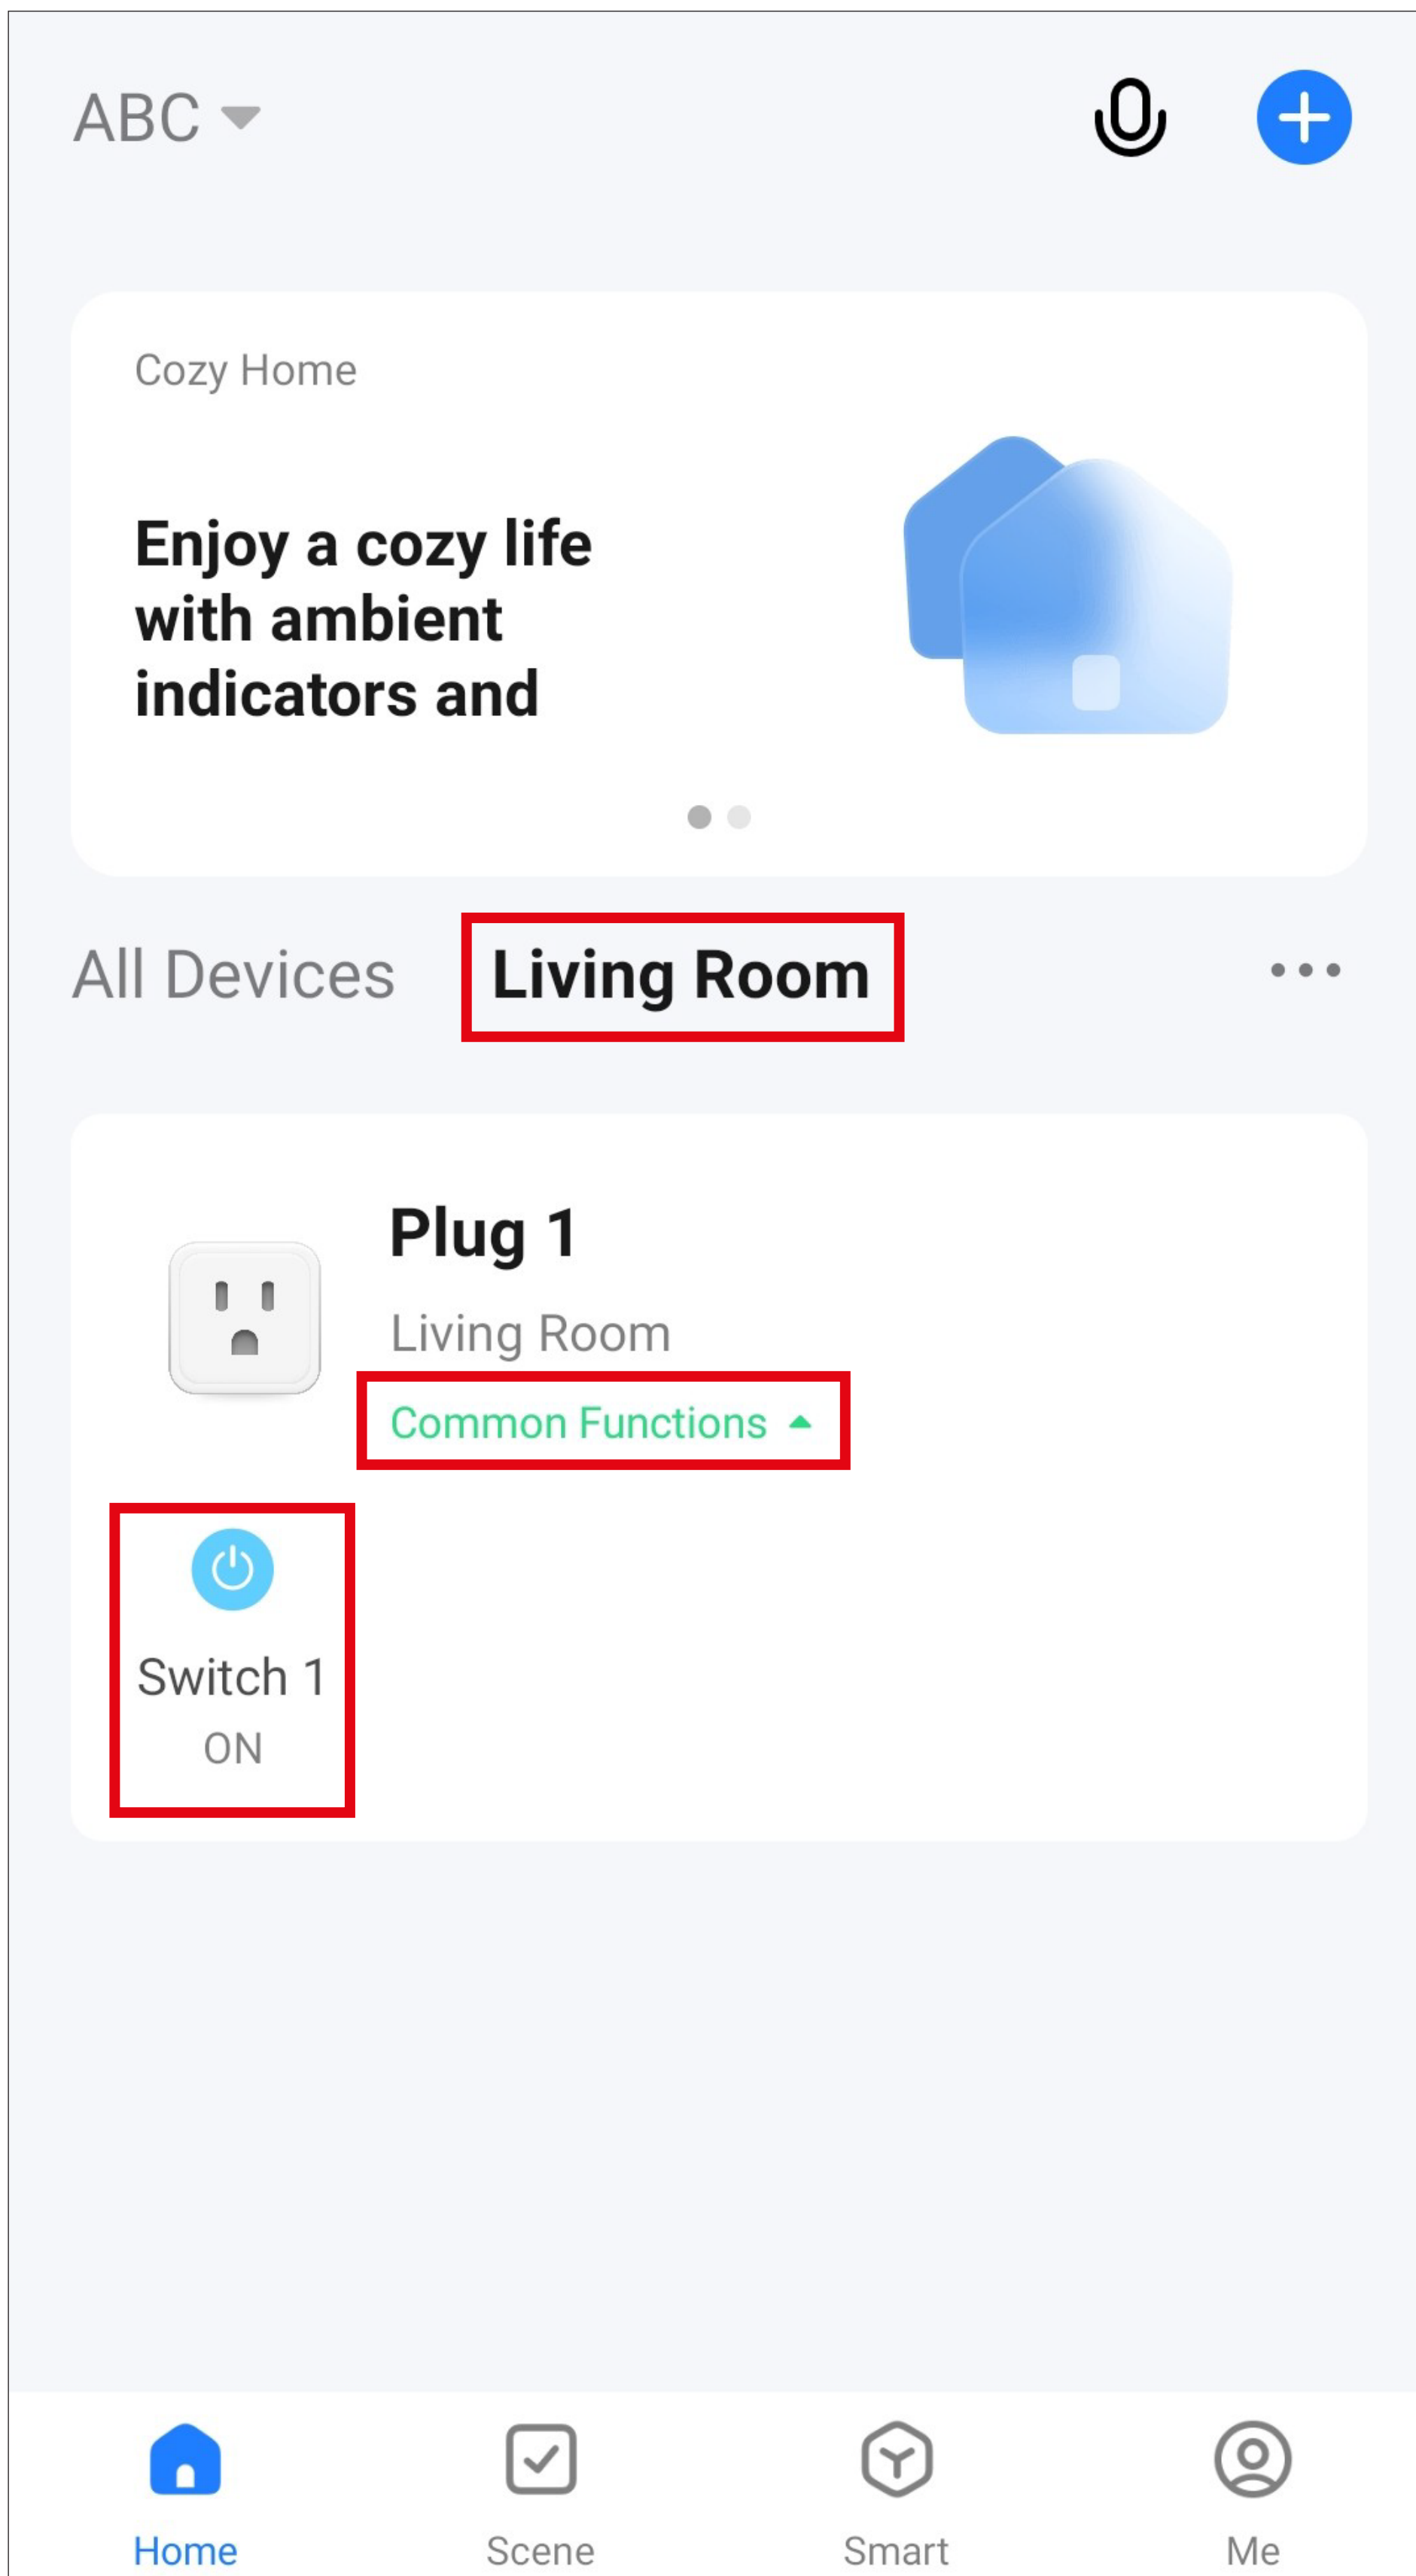 ABC
Cozy Home
Enjoy a cozy life
with ambient
indicators and
All Devices Living Room
Plug 1
Living Room
Common Functions
Switch 1
ON
Home Scene Smart Me